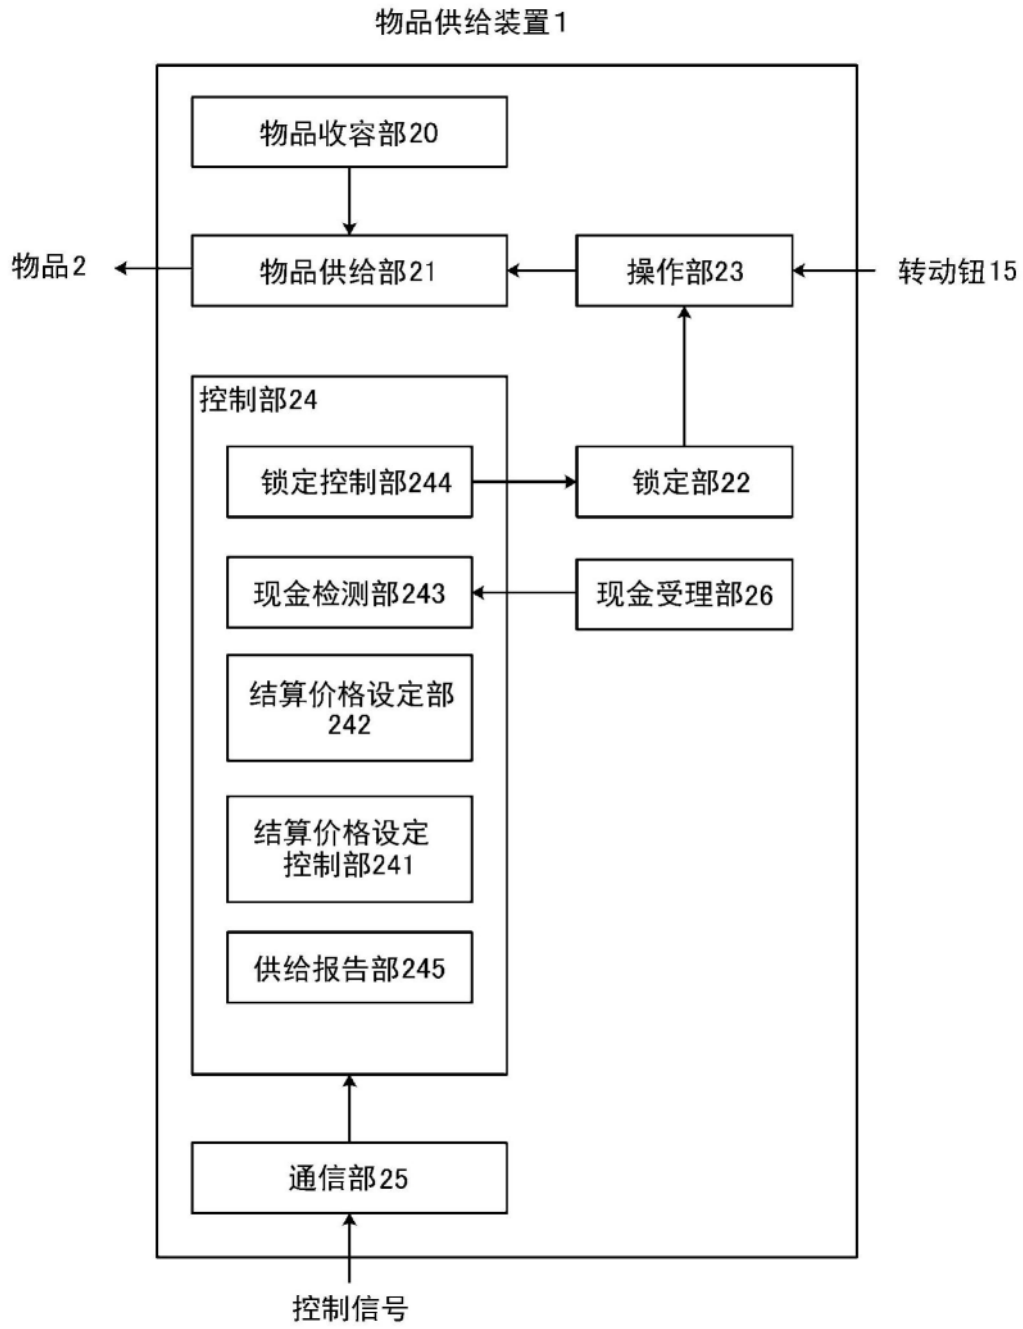 物品供给装置1
物品收容部20
物品2
物品供给部21
操作部23
转动钮15
控制部24
锁定控制部244
锁定部22
现金检测部243
现金受理部26
结算价格设定部
242
结算价格设定
控制部241
供给报告部245
通信部25
控制信号